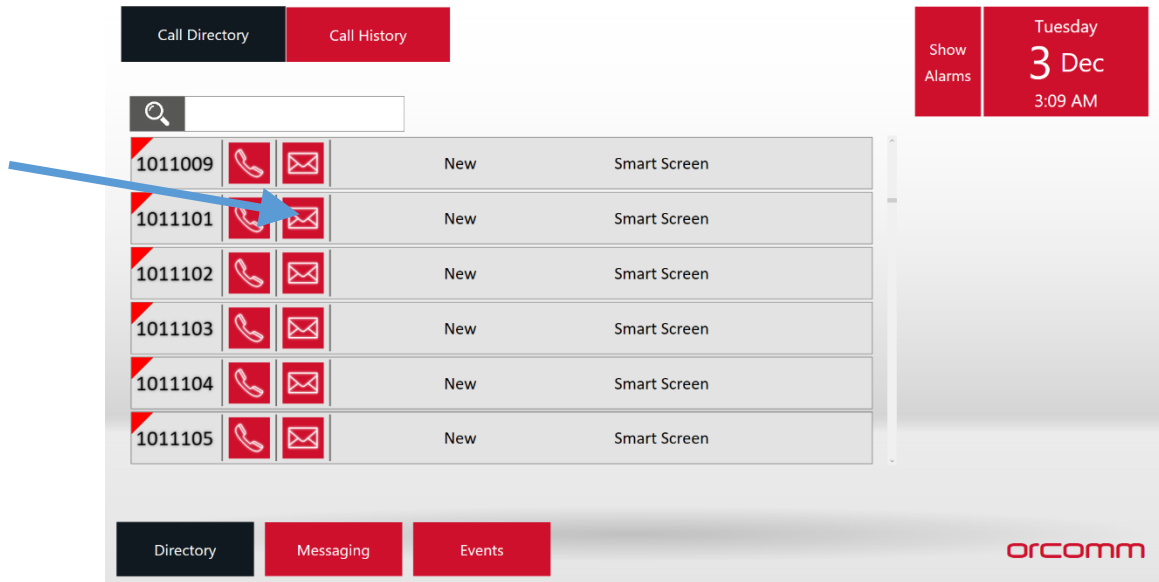 Call Directory Call History
Show Alarms
Tuesday
3 Dec
3:09 AM
1011009 New Smart Screen
1011101 New Smart Screen
1011102 New Smart Screen
1011103 New Smart Screen
1011104 New Smart Screen
1011105 New Smart Screen
Directory Messaging Events
orcomm